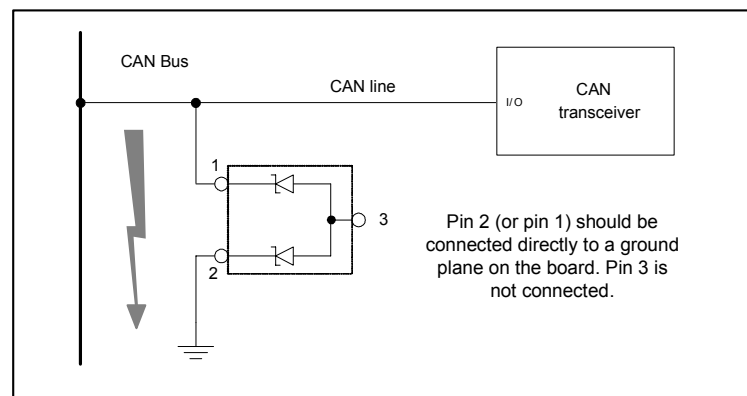 CAN Bus
CAN line
I/O
CAN
transceiver
1
3
2
Pin 2 (or pin 1) should be
connected directly to a ground
plane on the board. Pin 3 is
not connected.